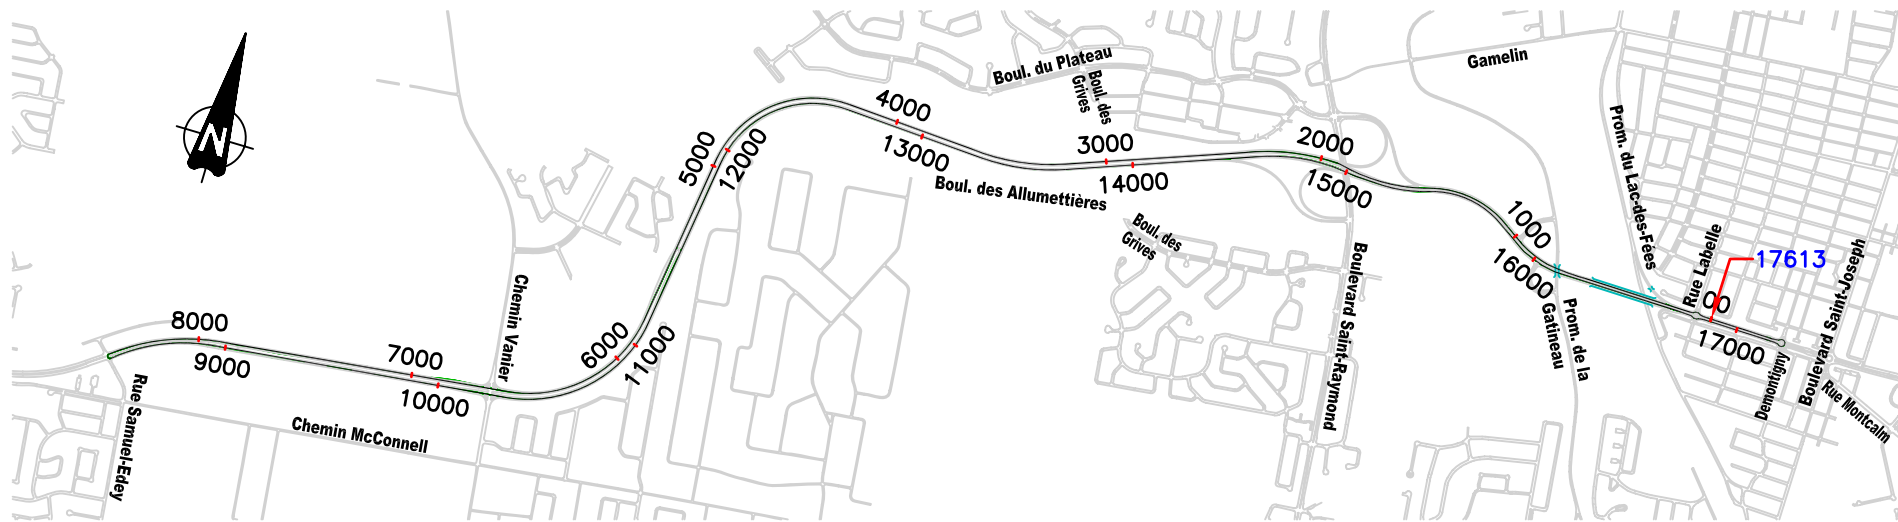 N
8000
9000
7000
10000
6000
11000
5000
12000
4000
13000
3000
14000
2000
15000
1000
16000
00
17000
17613
Boul. du Plateau
Boul. des
Grives
Gamelin
Boul. des Allumettières
Boul. des
Grives
Prom. du Lac-des-Fées
Rue Labelle
Boulevard Saint-Joseph
Chemin Vanier
Boulevard Saint-Raymond
Prom. de la
Gatineau
Demontigny
Rue Montcalm
Rue Samuel-Edey
Chemin McConnell